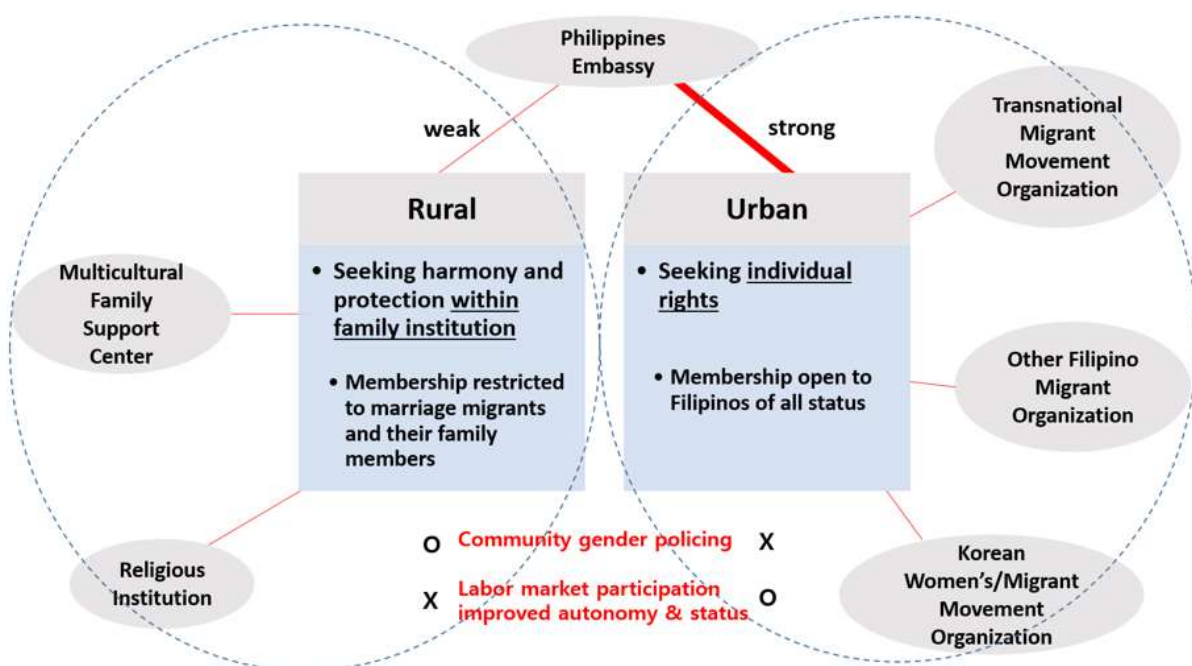 Philippines
Embassy
weak
strong
Transnational
Migrant
Movement
Organization
Rural
Urban
Multicultural
Family
Support
Center
• Seeking harmony and
protection within
family institution
• Membership restricted
to marriage migrants
and their family
members
• Seeking individual
rights
• Membership open to
Filipinos of all status
Other Filipino
Migrant
Organization
Religious
Institution
O Community gender policing X
X Labor market participation
improved autonomy & status O
Korean
Women's/Migrant
Movement
Organization